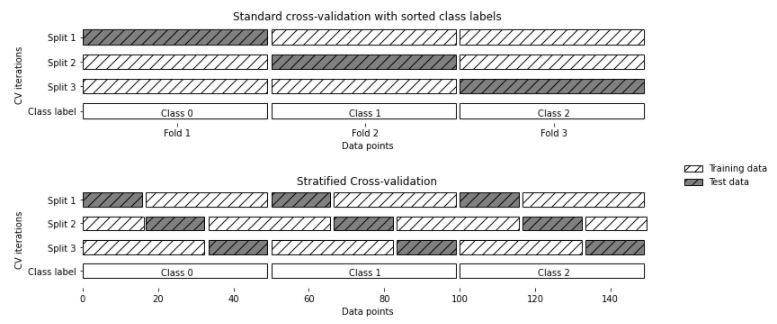 Standard cross-validation with sorted class labels
CV iterations
Split 1
Split 2
Split 3
Class label
Class 0 Class 1 Class 2
Fold 1 Fold 2 Fold 3
Data points
Training data
Test data
Stratified Cross-validation
CV iterations
Split 1
Split 2
Split 3
Class label
Class 0 Class 1 Class 2
0 20 40 60 80 100 120 140
Data points